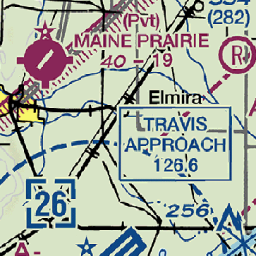 (Pvt)
(282)
MAINE PRAIRIE
R
40 - 19
Elmira
TRAVIS
APPROACH
126.6
26
256
A-